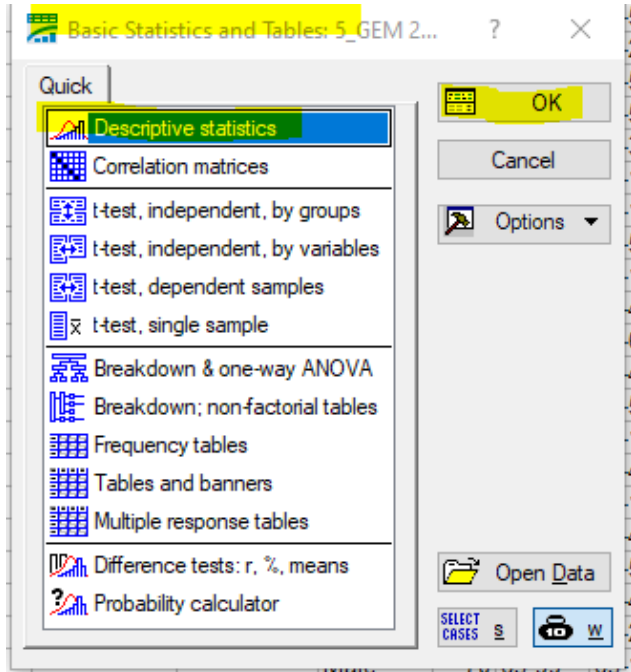 Basic Statistics and Tables: 5_GEM 2... ?
Quick
OK
Descriptive statistics
Correlation matrices
Cancel
t-test, independent, by groups
Options
t-test, independent, by variables
t-test, dependent samples
t-test, single sample
Breakdown & one-way ANOVA
Breakdown; non-factorial tables
Frequency tables
Tables and banners
Multiple response tables
Difference tests: r, %, means
Open Data
Probability calculator
SELECT CASES S
W